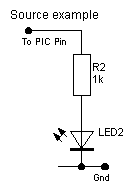 Source example
To PIC Pin
R2
1k
LED2
Gnd